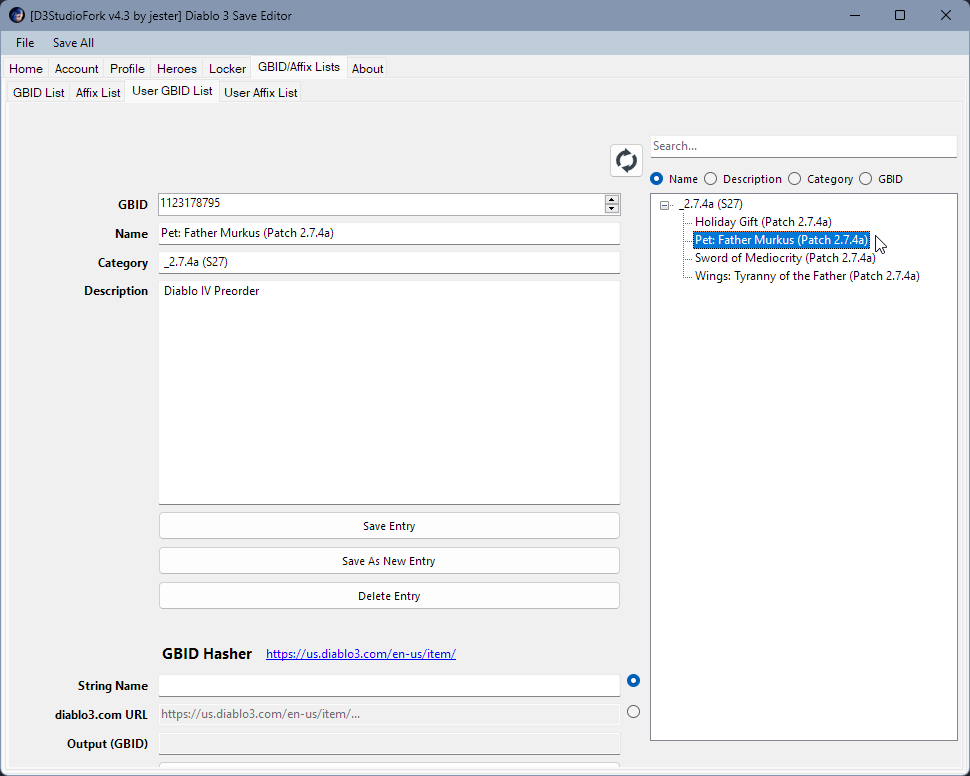 [D3StudioFork v4.3 by jester] Diablo 3 Save Editor
File Save All
Home Account Profile Heroes Locker GBID/Affix Lists About
GBID List Affix List User GBID List User Affix List
Search...
Name Description Category GBID
GBID 1123178795
Name Pet: Father Murkus (Patch 2.7.4a)
Category _2.7.4a (S27)
Description Diablo IV Preorder
_2.7.4a (S27)
Holiday Gift (Patch 2.7.4a)
Pet: Father Murkus (Patch 2.7.4a)
Sword of Mediocrity (Patch 2.7.4a)
Wings: Tyranny of the Father (Patch 2.7.4a)
Save Entry
Save As New Entry
Delete Entry
GBID Hasher https://us.diablo3.com/en-us/item/
String Name
diablo3.com URL https://us.diablo3.com/en-us/item/...
Output (GBID)